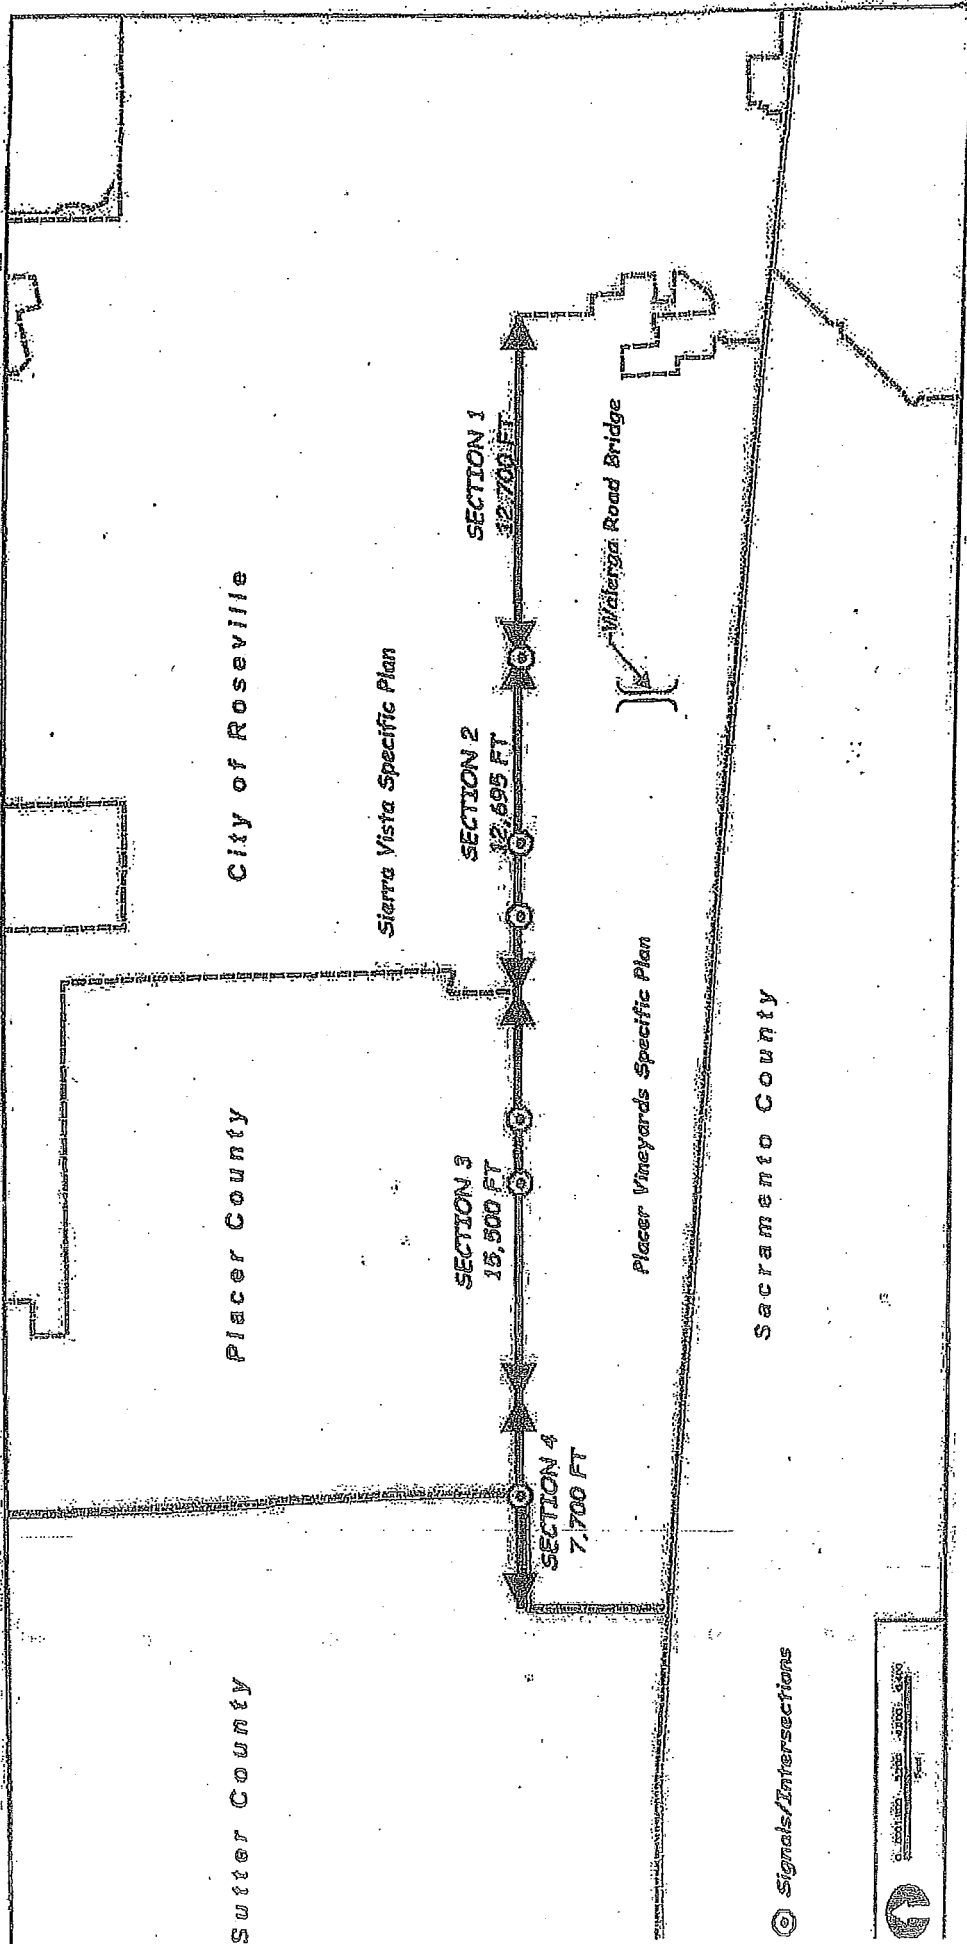 City of Roseville
Placer County
Sutter County
Sierra Vista Specific Plan
SECTION 1
12,700 FT
SECTION 2
12,695 FT
SECTION 3
15,500 FT
SECTION 4
7,700 FT
Walerga Road Bridge
Placer Vineyards Specific Plan
Sacramento County
Signals/Intersections
Feet